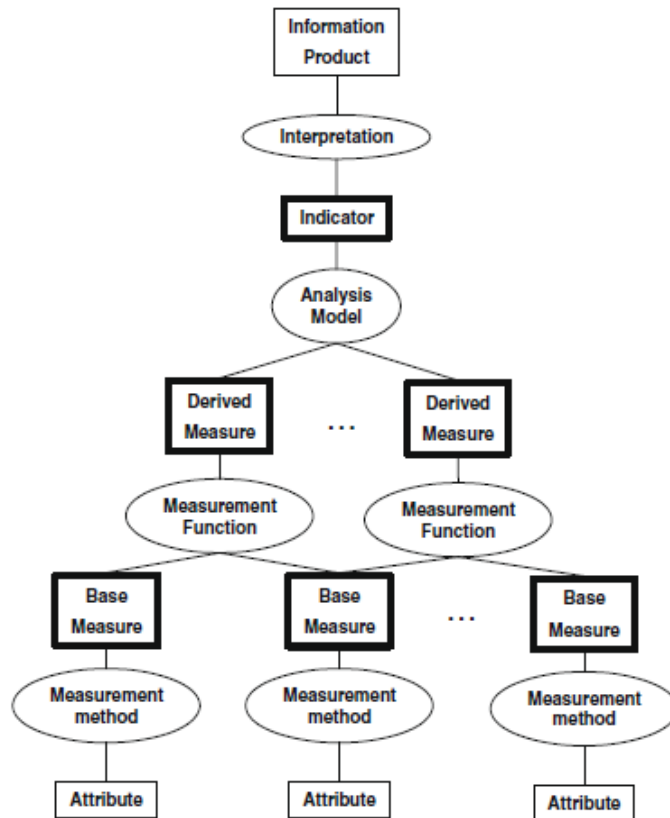 Information
Product
Interpretation
Indicator
Analysis
Model
Derived
Measure
...
Derived
Measure
Measurement
Function
Measurement
Function
Base
Measure
Base
Measure
...
Base
Measure
Measurement
method
Measurement
method
Measurement
method
Attribute
Attribute
Attribute